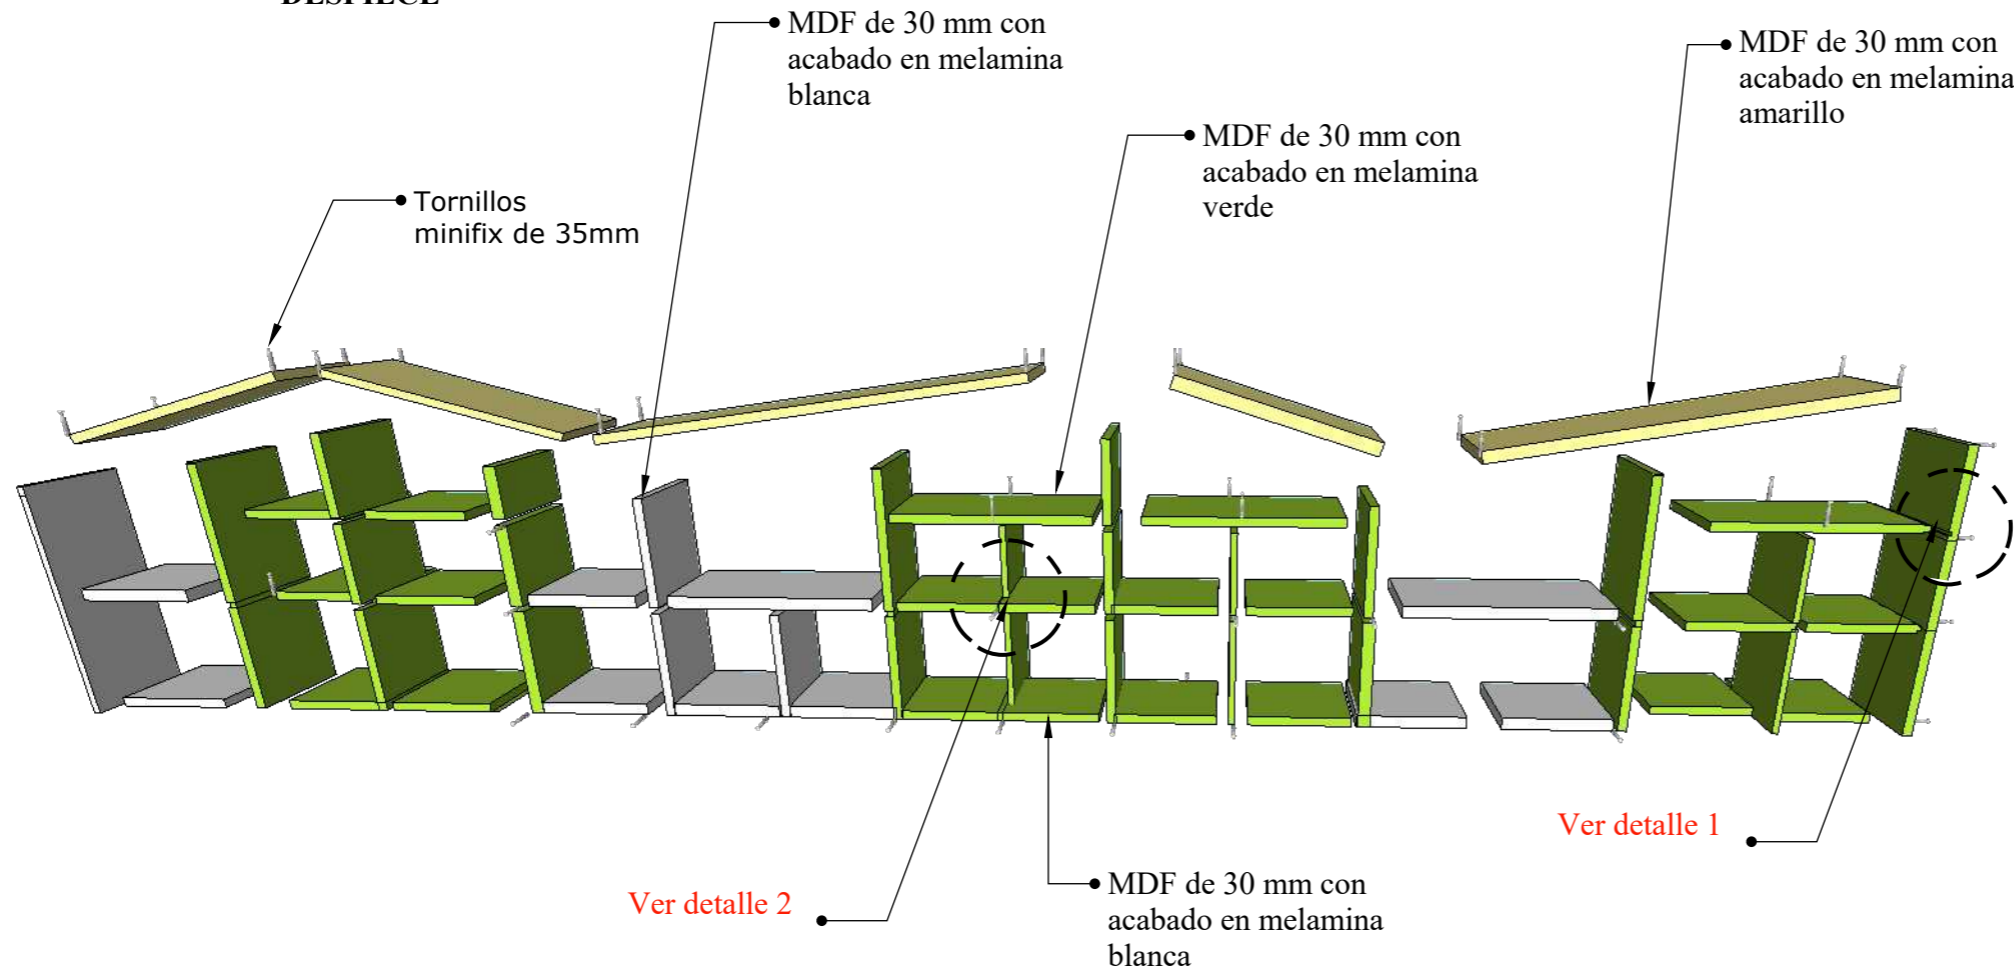 DESPIECE
MDF de 30 mm con
acabado en melamina
blanca
MDF de 30 mm con
acabado en melamina
amarillo
MDF de 30 mm con
acabado en melamina
verde
Tornillos
minifix de 35mm
Ver detalle 1
Ver detalle 2
MDF de 30 mm con
acabado en melamina
blanca